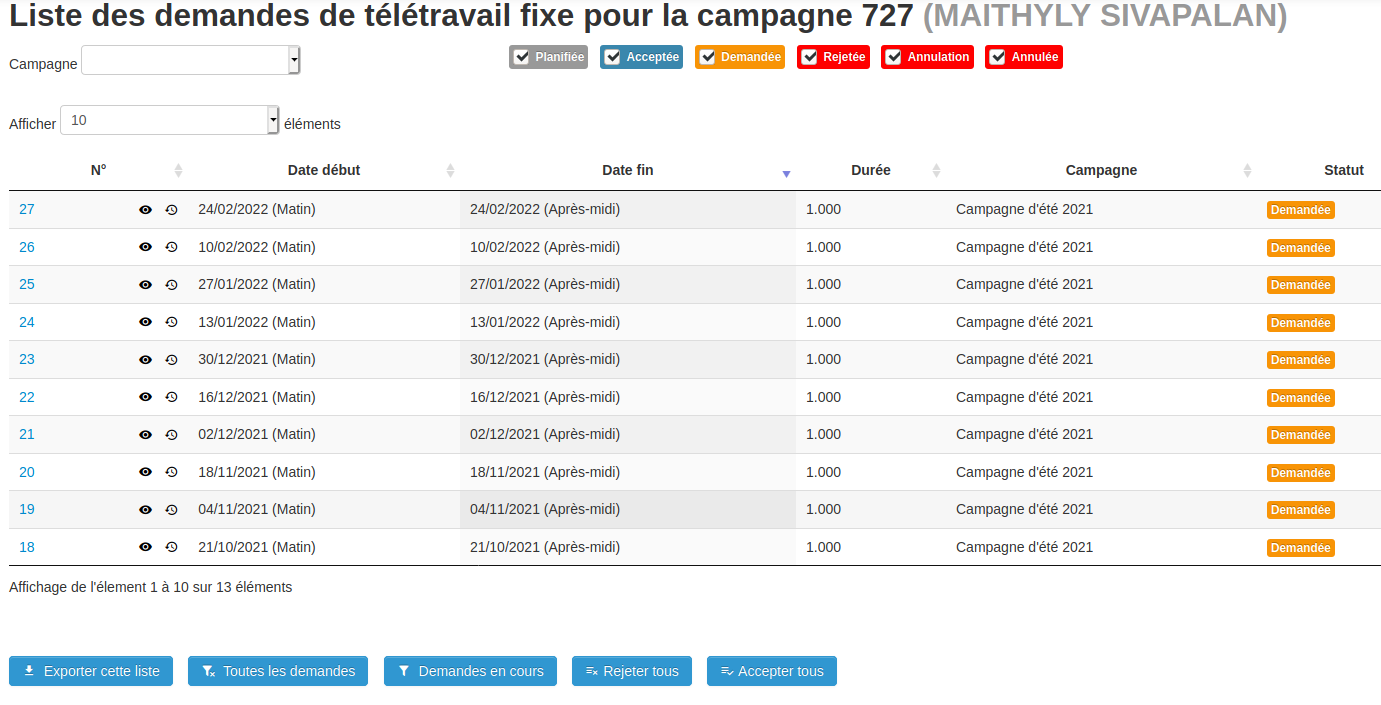 Liste des demandes de télétravail fixe pour la campagne 727 (MAITHYLY SIVAPALAN)
Campagne Planifiée Acceptée Demandée Rejetée Annulation Annulée
Afficher 10 éléments
N° Date début Date fin Durée Campagne Statut
27 24/02/2022 (Matin) 24/02/2022 (Après-midi) 1.000 Campagne d'été 2021 Demandée
26 10/02/2022 (Matin) 10/02/2022 (Après-midi) 1.000 Campagne d'été 2021 Demandée
25 27/01/2022 (Matin) 27/01/2022 (Après-midi) 1.000 Campagne d'été 2021 Demandée
24 13/01/2022 (Matin) 13/01/2022 (Après-midi) 1.000 Campagne d'été 2021 Demandée
23 30/12/2021 (Matin) 30/12/2021 (Après-midi) 1.000 Campagne d'été 2021 Demandée
22 16/12/2021 (Matin) 16/12/2021 (Après-midi) 1.000 Campagne d'été 2021 Demandée
21 02/12/2021 (Matin) 02/12/2021 (Après-midi) 1.000 Campagne d'été 2021 Demandée
20 18/11/2021 (Matin) 18/11/2021 (Après-midi) 1.000 Campagne d'été 2021 Demandée
19 04/11/2021 (Matin) 04/11/2021 (Après-midi) 1.000 Campagne d'été 2021 Demandée
18 21/10/2021 (Matin) 21/10/2021 (Après-midi) 1.000 Campagne d'été 2021 Demandée
Affichage de l'élement 1 à 10 sur 13 éléments
Exporter cette liste Toutes les demandes Demandes en cours Rejeter tous Accepter tous